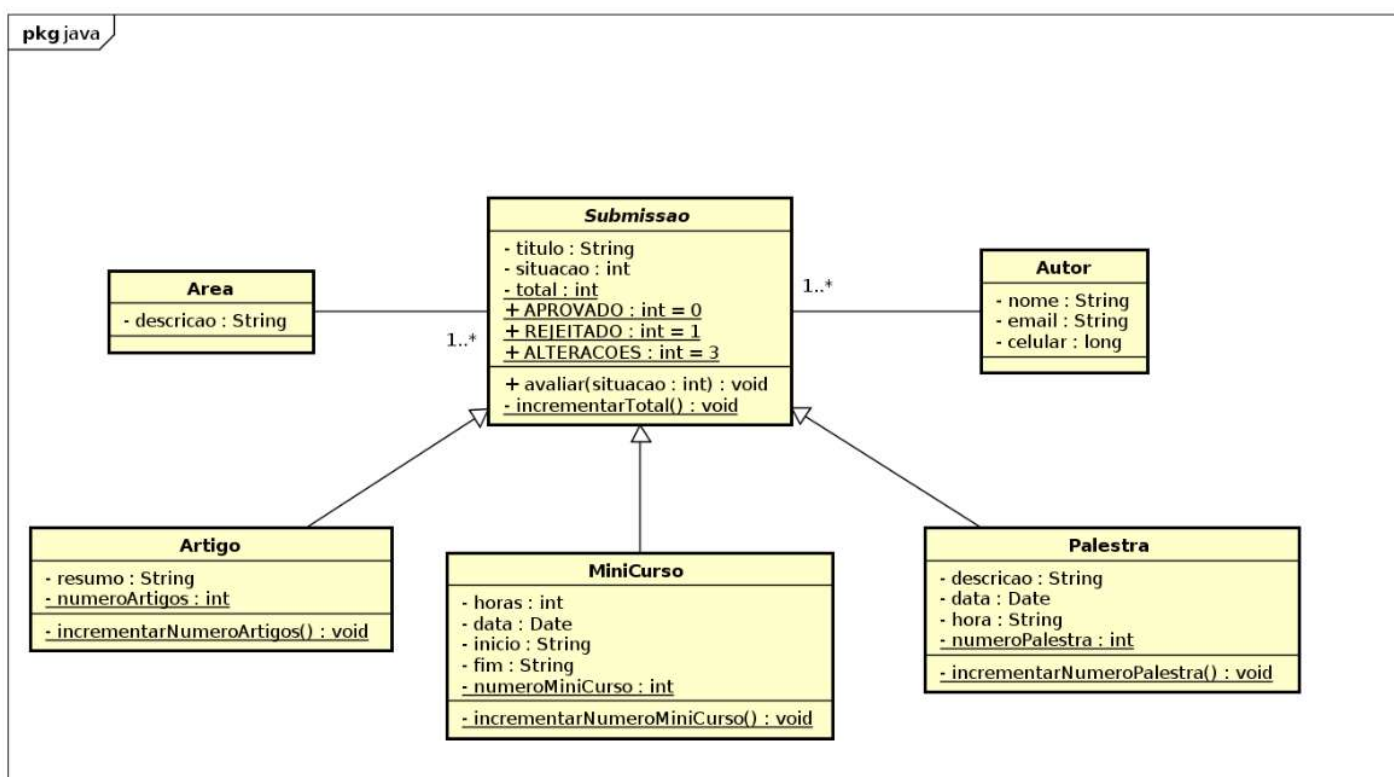 pkg java
Submissao
- titulo : String
- situacao : int
- total : int
+ APROVADO : int = 0
+ REJEITADO : int = 1
+ ALTERACOES : int = 3
+ avaliar(situacao : int) : void
- incrementarTotal() : void
Area
- descricao : String
1..*
1..*
Autor
- nome : String
- email : String
- celular : long
Artigo
- resumo : String
- numeroArtigos : int
- incrementarNumeroArtigos() : void
MiniCurso
- horas : int
- data : Date
- inicio : String
- fim : String
- numeroMiniCurso : int
- incrementarNumeroMiniCurso() : void
Palestra
- descricao : String
- data : Date
- hora : String
- numeroPalestra : int
- incrementarNumeroPalestra() : void